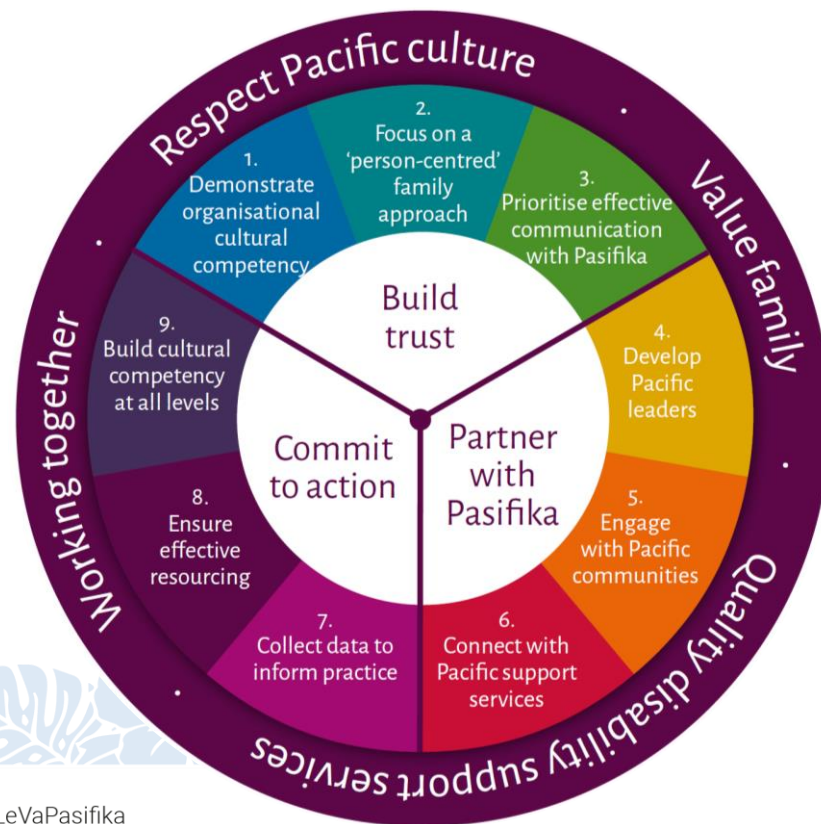 Respect Pacific culture
Value family
Quality disability support services
Working together
1.
Demonstrate
organisational
cultural
competency
2.
Focus on a
‘person-centred’
family
approach
3.
Prioritise effective
communication
with Pasifika
4.
Develop
Pacific
leaders
5.
Engage
with Pacific
communities
6.
Connect with
Pacific support
services
7.
Collect data to
inform practice
8.
Ensure
effective
resourcing
9.
Build cultural
competency
at all levels
Build
trust
Partner
with
Pasifika
Commit
to action
LeVaPasifika